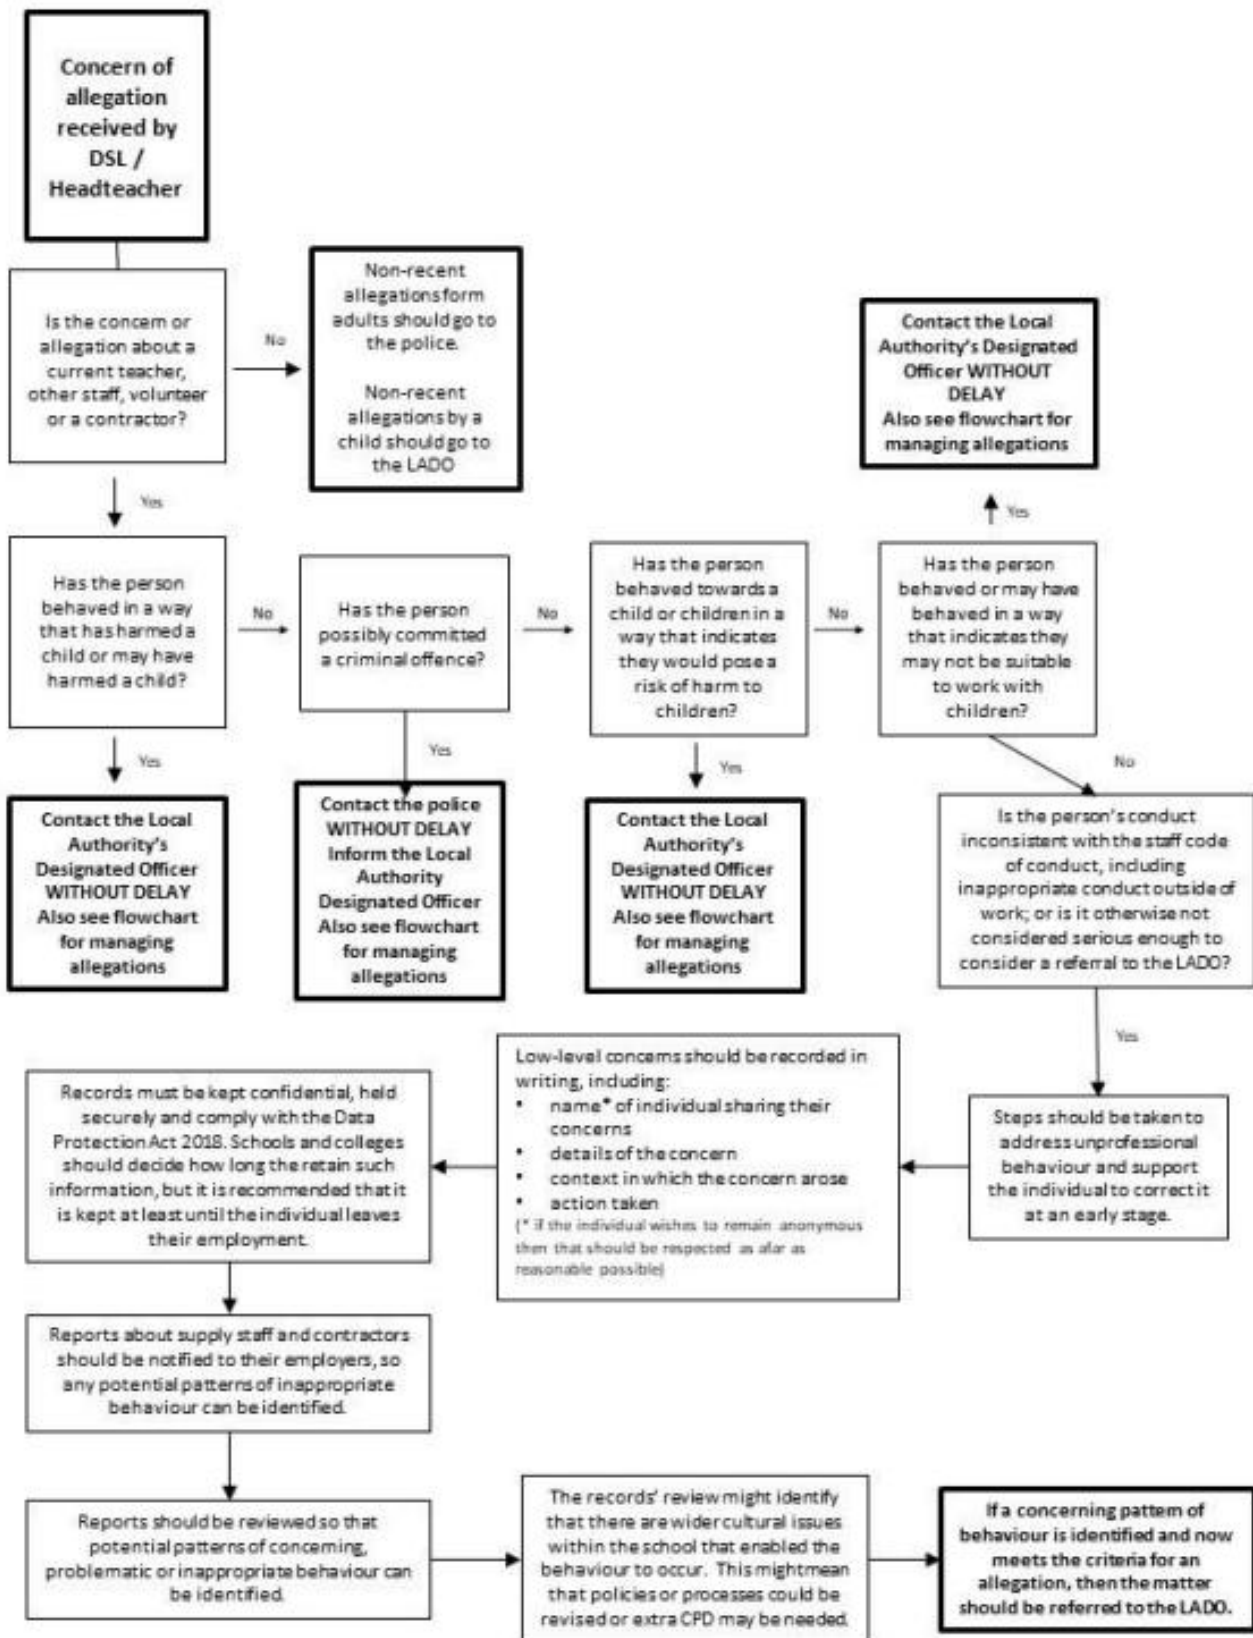 Concern of
allegation
received by
DSL /
Headteacher
Is the concern or
allegation about a
current teacher,
other staff, volunteer
or a contractor?
No
Non-recent
allegations form
adults should go to
the police.
Non-recent
allegations by a
child should go to
the LADO
Contact the Local
Authority's Designated
Officer WITHOUT
DELAY
Also see flowchart for
managing allegations
Yes
Yes
Has the person
behaved in a way
that has harmed a
child or may have
harmed a child?
No
Has the person
possibly committed
a criminal offence?
No
Has the person
behaved towards a
child or children in a
way that indicates
they would pose a
risk of harm to
children?
No
Has the person
behaved or may have
behaved in a way
that indicates they
may not be suitable
to work with
children?
Yes
Yes
Yes
No
Contact the Local
Authority's
Designated Officer
WITHOUT DELAY
Also see flowchart
for managing
allegations
Contact the police
WITHOUT DELAY
Inform the Local
Authority
Designated Officer
Also see flowchart
for managing
allegations
Contact the Local
Authority's
Designated Officer
WITHOUT DELAY
Also see flowchart
for managing
allegations
Is the person's conduct
inconsistent with the staff code
of conduct, including
inappropriate conduct outside of
work; or is it otherwise not
considered serious enough to
consider a referral to the LADO?
Yes
Steps should be taken to
address unprofessional
behaviour and support
the individual to correct it
at an early stage.
Low-level concerns should be recorded in
writing, including:
• name* of individual sharing their
concerns
• details of the concern
• context in which the concern arose
• action taken
(* if the individual wishes to remain anonymous
then that should be respected as afar as
reasonable possible)
Records must be kept confidential, held
securely and comply with the Data
Protection Act 2018. Schools and colleges
should decide how long the retain such
information, but it is recommended that it
is kept at least until the individual leaves
their employment.
Reports about supply staff and contractors
should be notified to their employers, so
any potential patterns of inappropriate
behaviour can be identified.
Reports should be reviewed so that
potential patterns of concerning,
problematic or inappropriate behaviour can
be identified.
The records' review might identify
that there are wider cultural issues
within the school that enabled the
behaviour to occur. This might mean
that policies or processes could be
revised or extra CPD may be needed.
If a concerning pattern of
behaviour is identified and now
meets the criteria for an
allegation, then the matter
should be referred to the LADO.